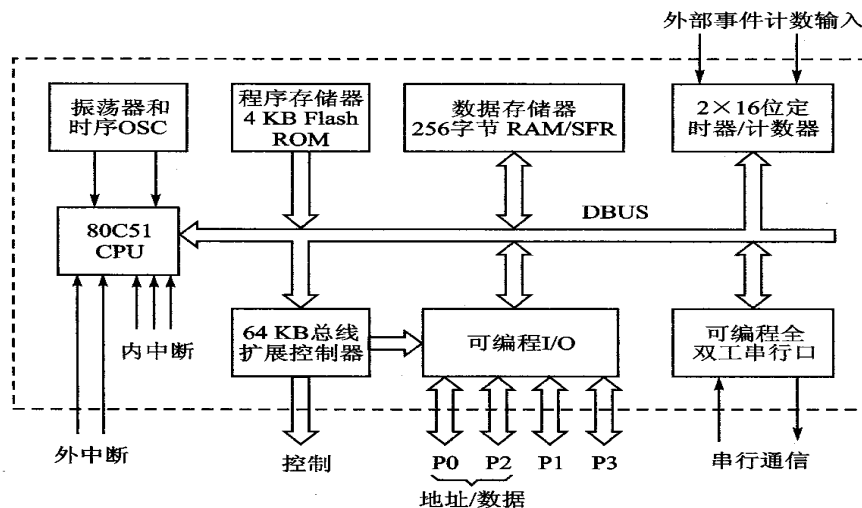 外部事件计数输入
振荡器和
时序OSC
程序存储器
4 KB Flash
ROM
数据存储器
256字节 RAM/SFR
2×16位定
时器/计数器
80C51
CPU
DBUS
内中断
64 KB总线
扩展控制器
可编程I/O
可编程全
双工串行口
外中断
控制
P0
P2
P1
P3
串行通信
地址/数据